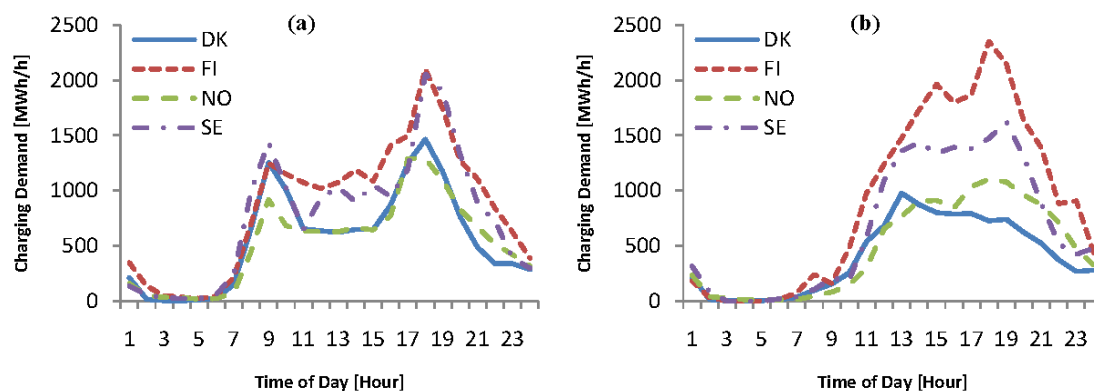 (a)
Charging Demand [MWh/h]
2500
2000
1500
1000
500
0
DK
FI
NO
SE
1 3 5 7 9 11 13 15 17 19 21 23
Time of Day [Hour]
(b)
Charging Demand [MWh/h]
2500
2000
1500
1000
500
0
DK
FI
NO
SE
1 3 5 7 9 11 13 15 17 19 21 23
Time of Day [Hour]